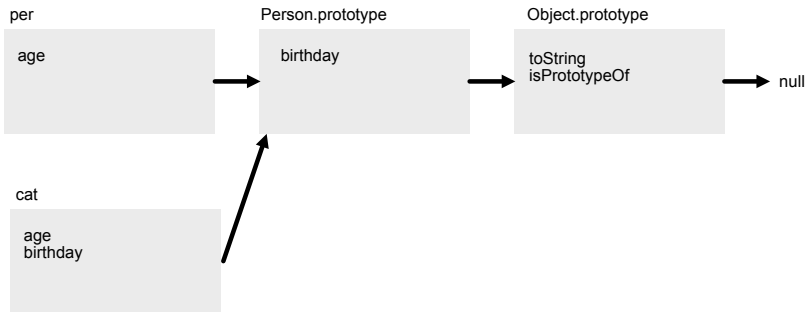 per
Person.prototype
Object.prototype
age
birthday
toString
isPrototypeOf
null
cat
age
birthday